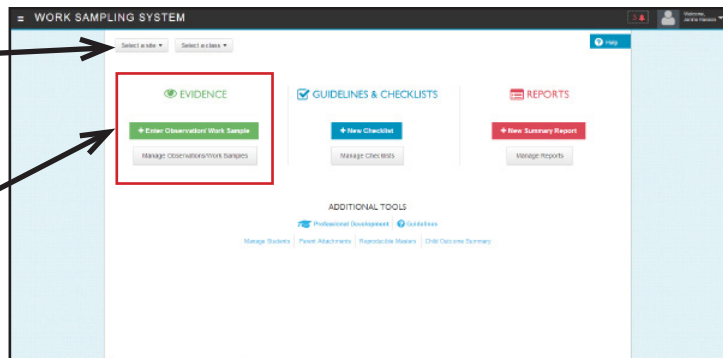 WORK SAMPLING SYSTEM
3
Welcome,
Select a site
Select a class
Help
EVIDENCE
GUIDELINES & CHECKLISTS
REPORTS
+ Enter Observation/Work Sample
+ New Checklist
+ New Summary Report
Manage Observations/Work Samples
Manage Checklists
Manage Reports
ADDITIONAL TOOLS
Professional Development
Guidelines
Manage Students
Parent Attachments
Reproducible Masters
Child Outcome Summary